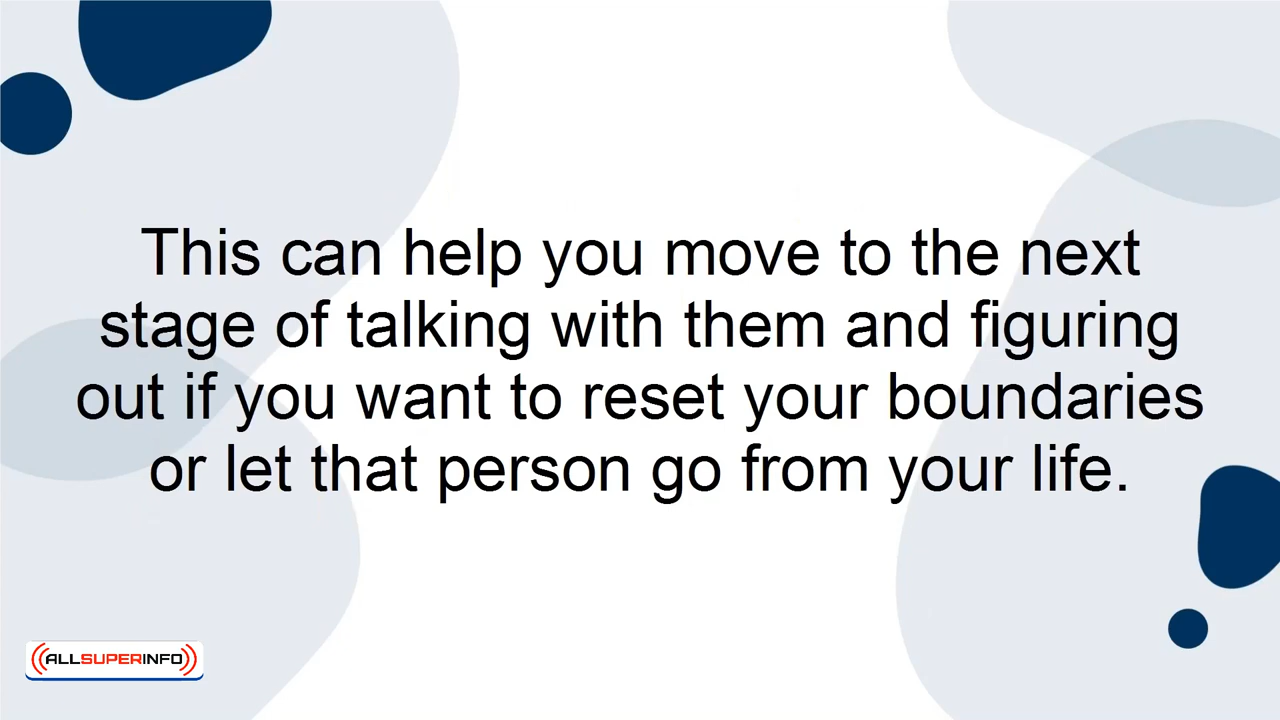 This can help you move to the next
stage of talking with them and figuring
out if you want to reset your boundaries
or let that person go from your life.
ALLSUPERINFO